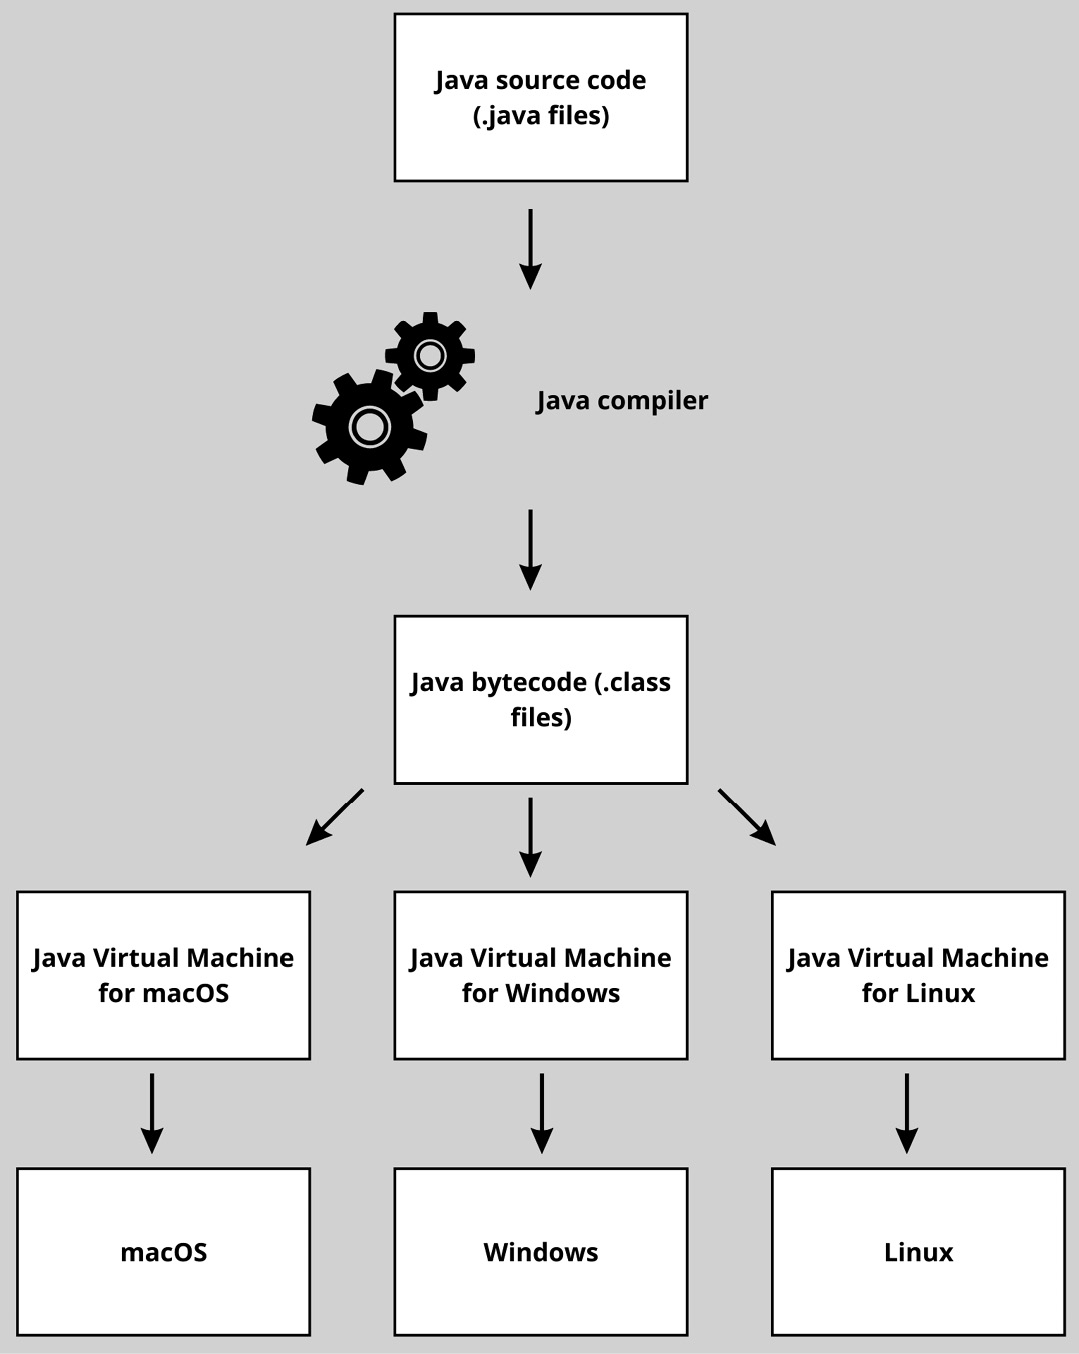 Java source code
(.java files)
Java compiler
Java bytecode (.class
files)
Java Virtual Machine
for macOS
Java Virtual Machine
for Windows
Java Virtual Machine
for Linux
macOS
Windows
Linux